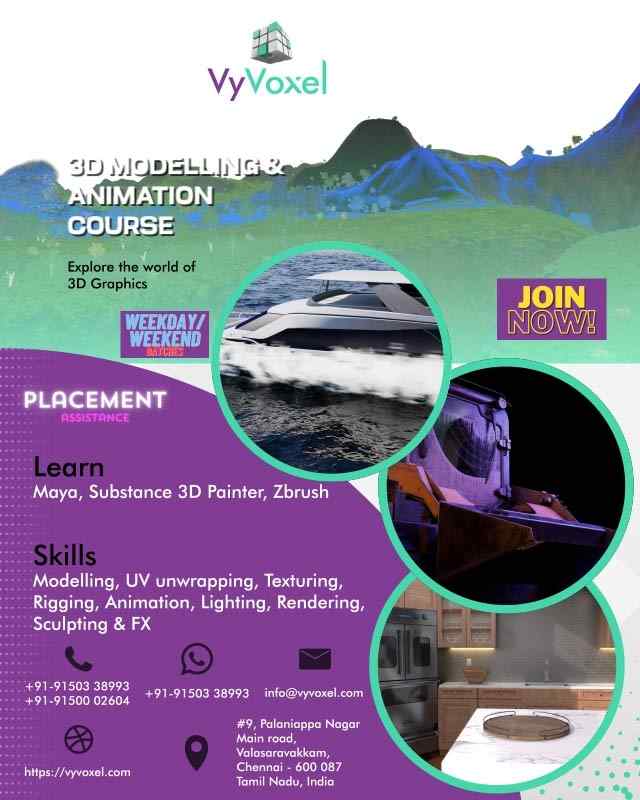 VyVoxel
3D MODELLING &
ANIMATION
COURSE
Explore the world of
3D Graphics
WEEKDAY/
WEEKEND
BATCHES
JOIN
NOW!
PLACEMENT
ASSISTANCE
Learn
Maya, Substance 3D Painter, Zbrush
Skills
Modelling, UV unwrapping, Texturing,
Rigging, Animation, Lighting, Rendering,
Sculpting & FX
+91-91503 38993
+91-91500 02604
+91-91503 38993
info@vyvoxel.com
https://vyvoxel.com
#9, Palaniappa Nagar
Main road,
Valasaravakkam,
Chennai - 600 087
Tamil Nadu, India